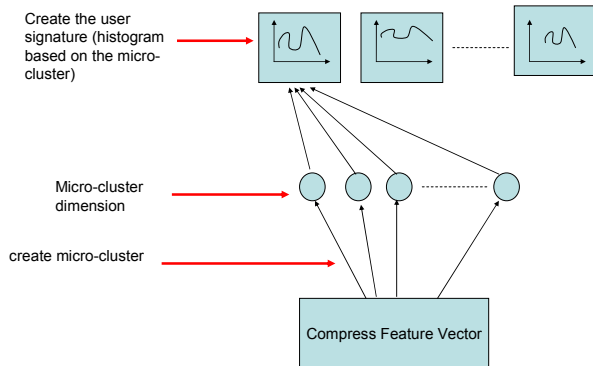 Create the user
signature (histogram
based on the micro-
cluster)
Micro-cluster
dimension
create micro-cluster
Compress Feature Vector